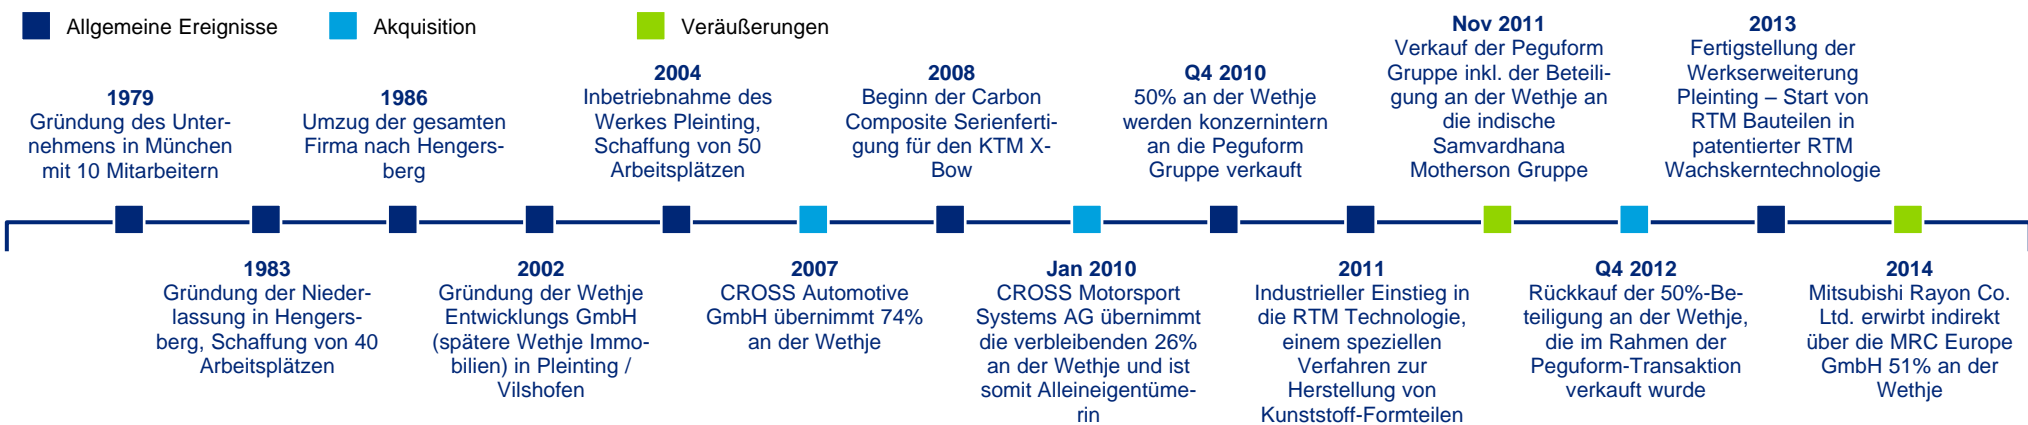 Allgemeine Ereignisse
Akquisition
Veräußerungen
1979
Gründung des Unter-
nehmens in München
mit 10 Mitarbeitern
1986
Umzug der gesamten
Firma nach Hengers-
berg
2004
Inbetriebnahme des
Werkes Pleinting,
Schaffung von 50
Arbeitsplätzen
2008
Beginn der Carbon
Composite Serienferti-
gung für den KTM X-
Bow
Q4 2010
50% an der Wethje
werden konzernintern
an die Peguform
Gruppe verkauft
Nov 2011
Verkauf der Peguform
Gruppe inkl. der Beteili-
gung an der Wethje an
die indische
Samvardhana
Motherson Gruppe
2013
Fertigstellung der
Werkserweiterung
Pleinting – Start von
RTM Bauteilen in
patentierter RTM
Wachskerntechnologie
1983
Gründung der Nieder-
lassung in Hengers-
berg, Schaffung von 40
Arbeitsplätzen
2002
Gründung der Wethje
Entwicklungs GmbH
(spätere Wethje Immo-
bilien) in Pleinting /
Vilshofen
2007
CROSS Automotive
GmbH übernimmt 74%
an der Wethje
Jan 2010
CROSS Motorsport
Systems AG übernimmt
die verbleibenden 26%
an der Wethje und ist
somit Alleineigentüme-
rin
2011
Industrieller Einstieg in
die RTM Technologie,
einem speziellen
Verfahren zur
Herstellung von
Kunststoff-Formteilen
Q4 2012
Rückkauf der 50%-Be-
teiligung an der Wethje,
die im Rahmen der
Peguform-Transaktion
verkauft wurde
2014
Mitsubishi Rayon Co.
Ltd. erwirbt indirekt
über die MRC Europe
GmbH 51% an der
Wethje